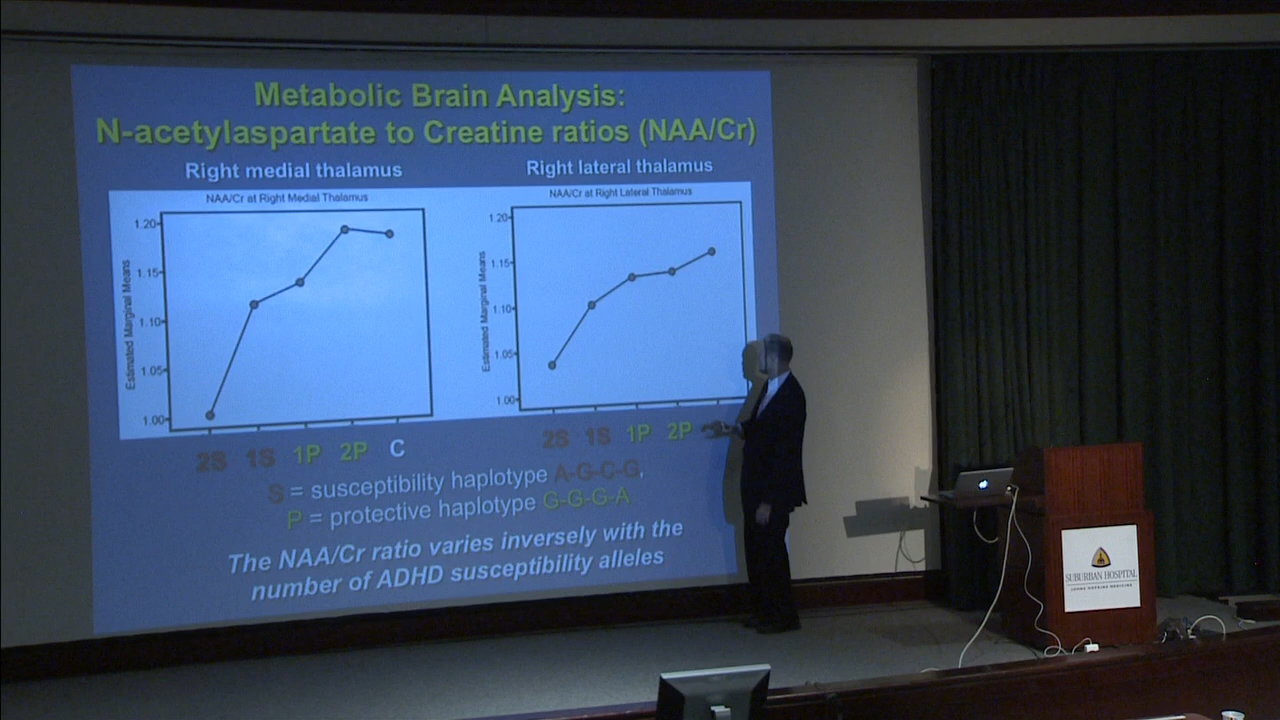 Metabolic Brain Analysis:
N-acetylaspartate to Creatine ratios (NAA/Cr)
Right medial thalamus
Right lateral thalamus
NAA/Cr at Right Medial Thalamus
NAA/Cr at Right Lateral Thalamus
Estimated Marginal Means
1.20
1.15
1.10
1.05
1.00
Estimated Marginal Means
1.20
1.15
1.10
1.05
1.00
2S 1S 1P 2P C
2S 1S 1P 2P
S = susceptibility haplotype A-G-C-G,
P = protective haplotype G-G-G-A
The NAA/Cr ratio varies inversely with the
number of ADHD susceptibility alleles
SUBURBAN HOSPITAL
JOHNS HOPKINS MEDICINE